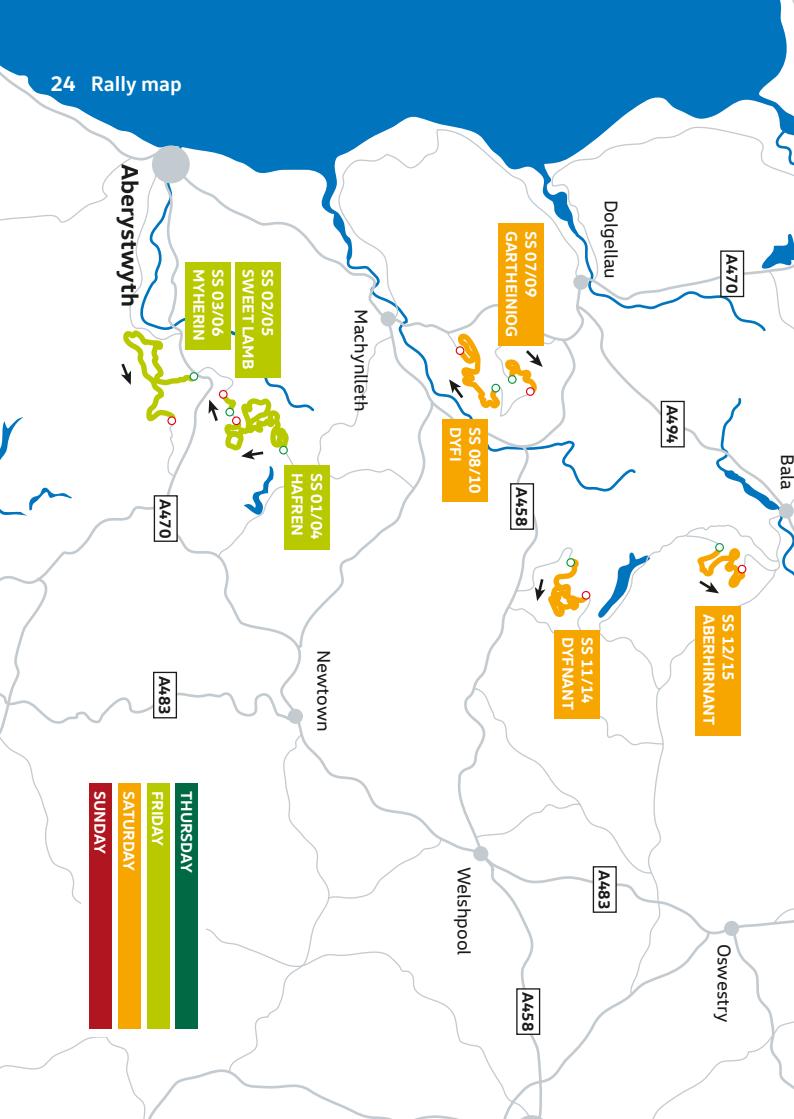 24 Rally map
Dolgellau
A470
SS 07/09
GARTHEINIOG
Aberystwyth
SS 02/05
SWEET LAMB
SS 03/06
MYHERIN
Machynlleth
A494
Bala
SS 08/10
DYFI
A458
SS 01/04
HAFREN
A470
SS 12/15
ABERHIRNANT
SS 11/14
DYFNANT
Newtown
A483
Welshpool
A483
Oswestry
A458
THURSDAY
FRIDAY
SATURDAY
SUNDAY